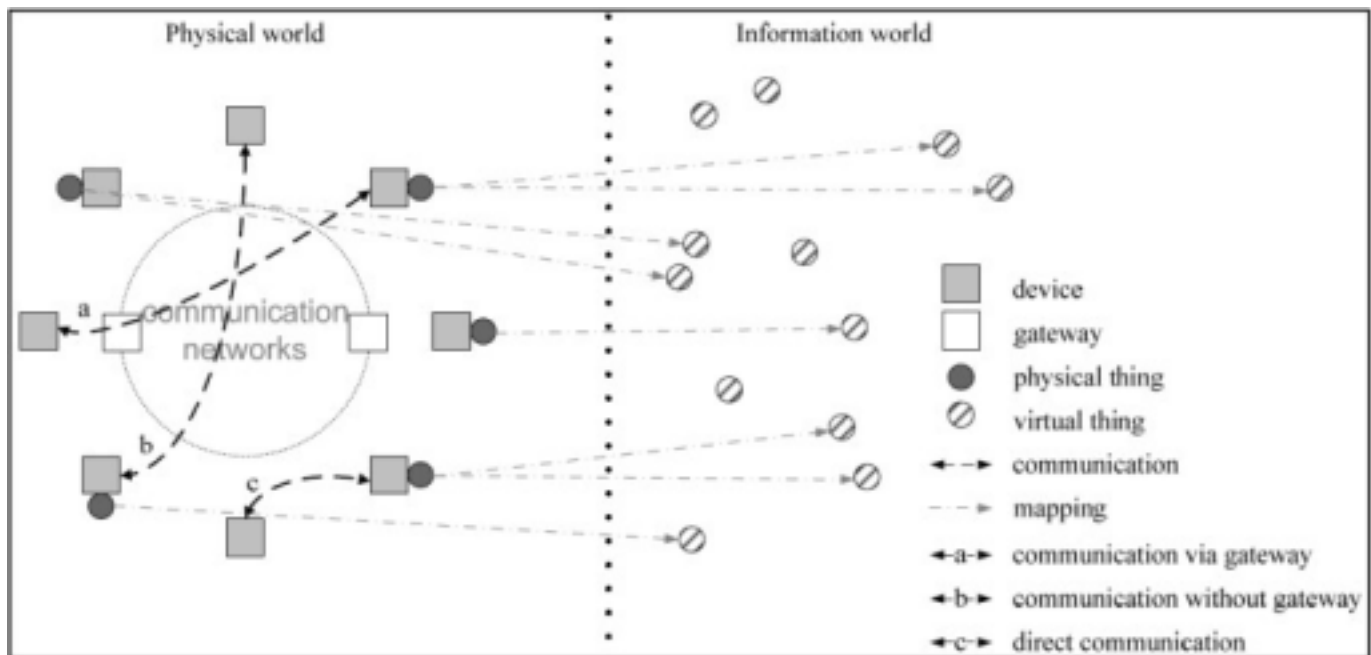 Physical world
Information world
a
communication
networks
b
c
device
gateway
physical thing
virtual thing
communication
mapping
a communication via gateway
b communication without gateway
c direct communication